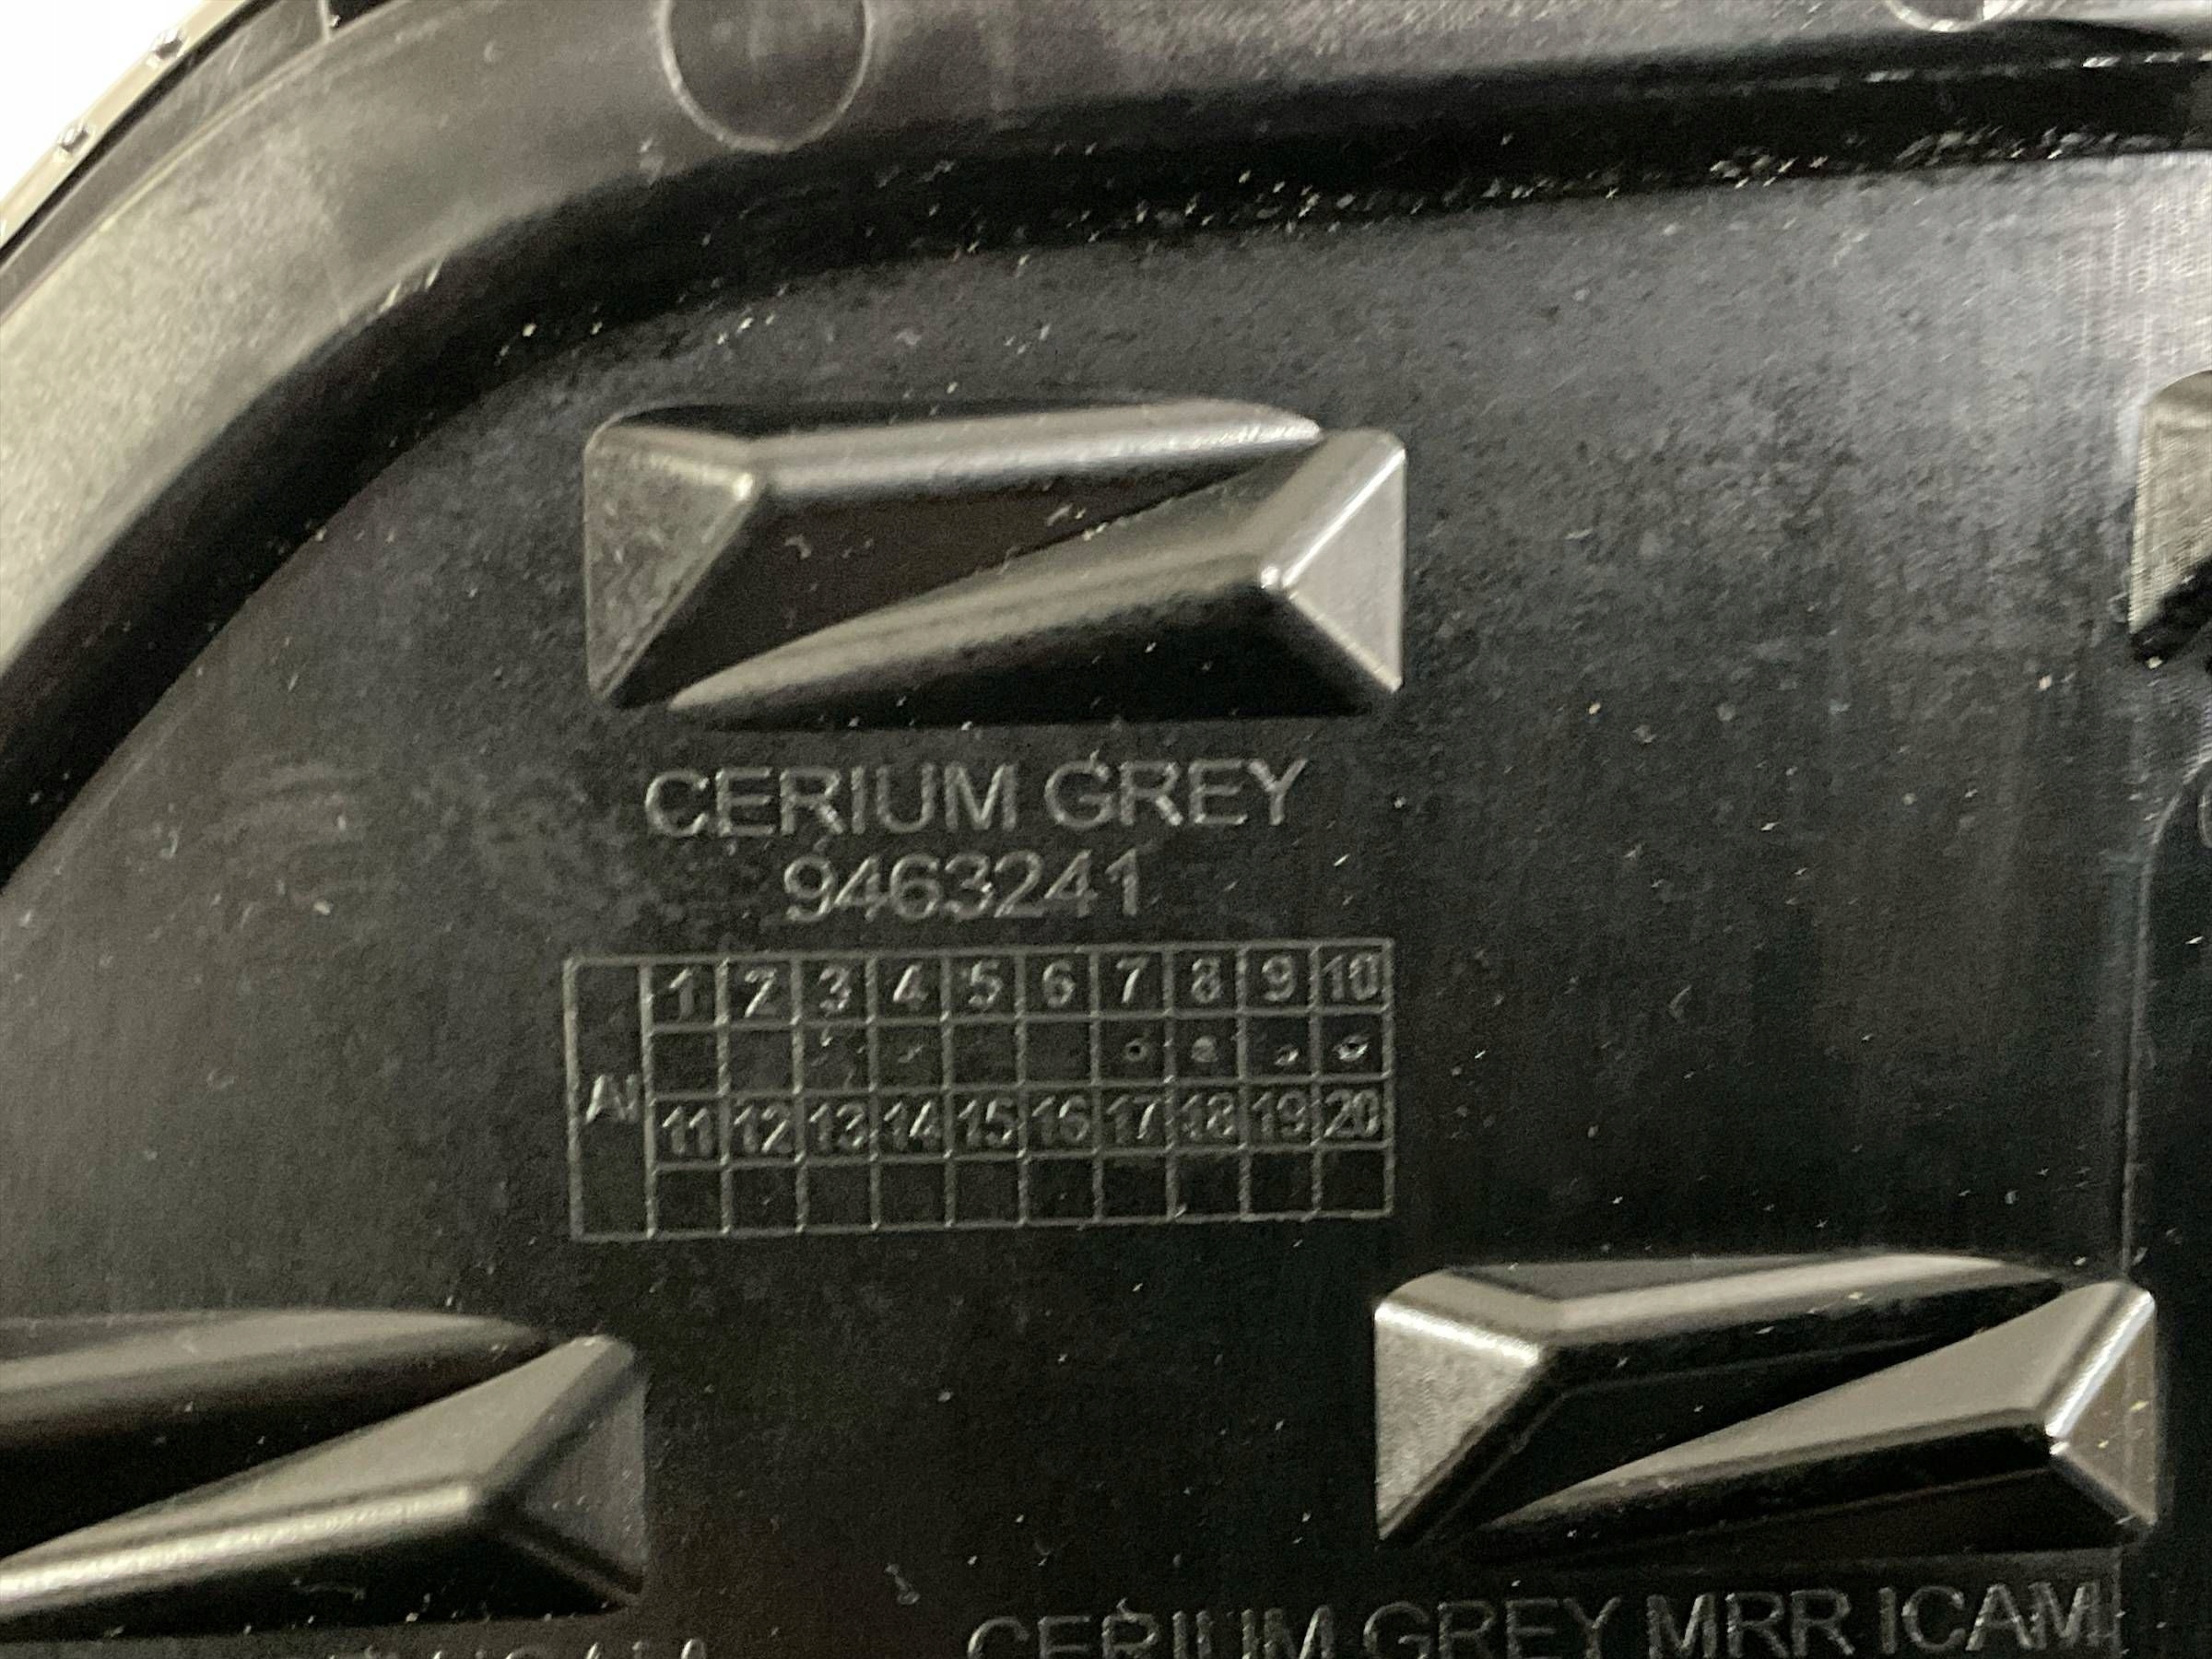 CERIUM GREY
9463241
1 2 3 4 5 6 7 8 9 10
AI
11 12 13 14 15 16 17 18 19 20
CERIUM GREY MRR ICAM